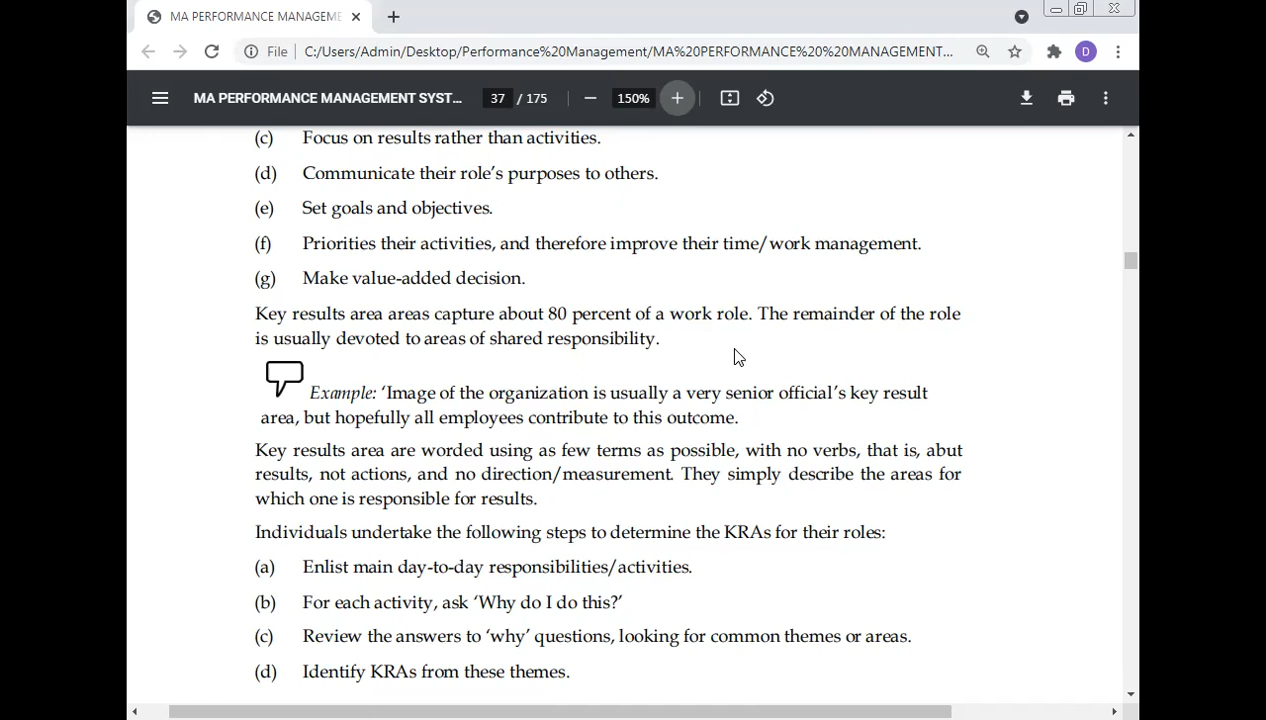 MA PERFORMANCE MANAGEME
File C:/Users/Admin/Desktop/Performance%20Management/MA%20PERFORMANCE%20%20MANAGEMENT... D
MA PERFORMANCE MANAGEMENT SYST... 37 / 175 150%
(c) Focus on results rather than activities.
(d) Communicate their role's purposes to others.
(e) Set goals and objectives.
(f) Priorities their activities, and therefore improve their time/work management.
(g) Make value-added decision.
Key results area areas capture about 80 percent of a work role. The remainder of the role
is usually devoted to areas of shared responsibility.
Example: 'Image of the organization is usually a very senior official's key result
area, but hopefully all employees contribute to this outcome.
Key results area are worded using as few terms as possible, with no verbs, that is, abut
results, not actions, and no direction/measurement. They simply describe the areas for
which one is responsible for results.
Individuals undertake the following steps to determine the KRAs for their roles:
(a) Enlist main day-to-day responsibilities/activities.
(b) For each activity, ask 'Why do I do this?'
(c) Review the answers to 'why' questions, looking for common themes or areas.
(d) Identify KRAs from these themes.